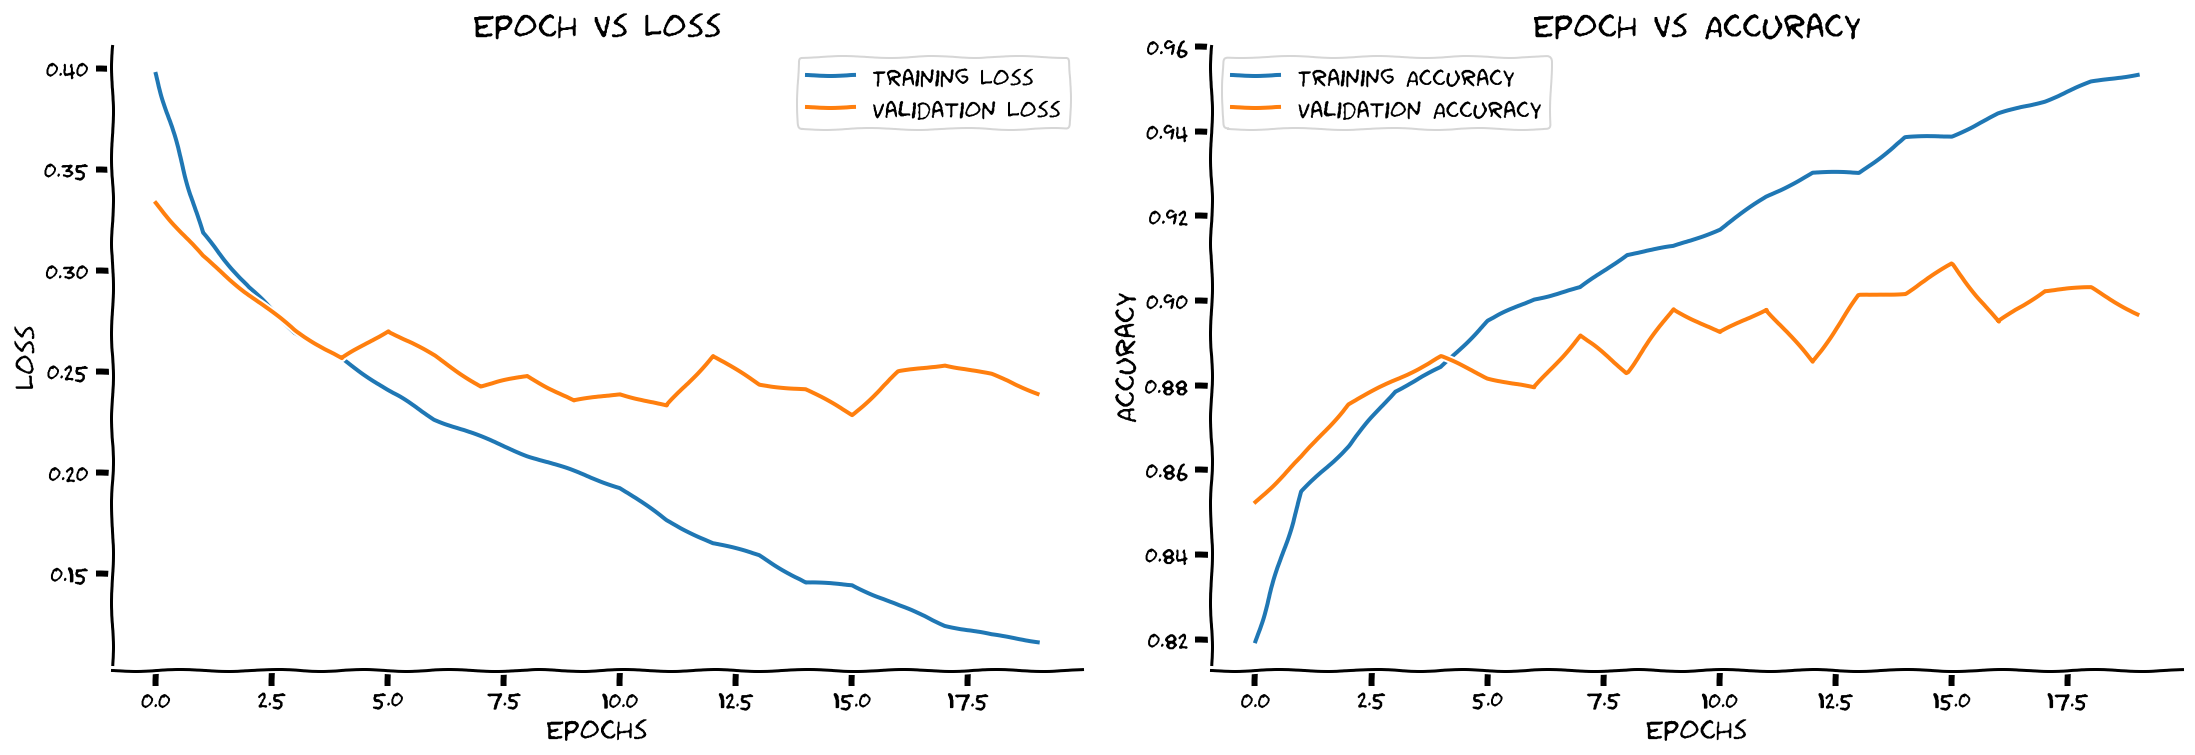 EPOCH VS LOSS
TRAINING LOSS
VALIDATION LOSS
0.40
0.35
0.30
0.25
0.20
0.15
LOSS
0.0 2.5 5.0 7.5 10.0 12.5 15.0 17.5
EPOCHS
EPOCH VS ACCURACY
TRAINING ACCURACY
VALIDATION ACCURACY
0.96
0.94
0.92
0.90
0.88
0.86
0.84
0.82
ACCURACY
0.0 2.5 5.0 7.5 10.0 12.5 15.0 17.5
EPOCHS